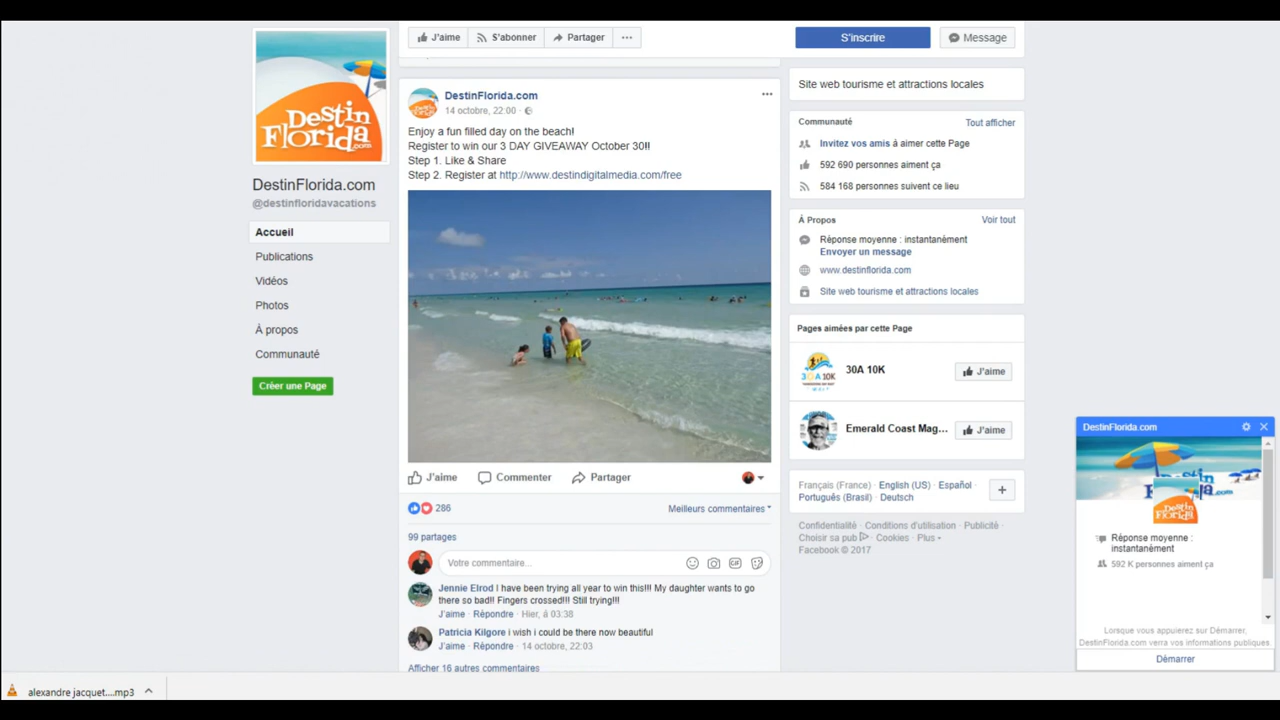 J'aime
S'abonner
Partager
S'inscrire
Message
Destin
Florida
.com
DestinFlorida.com
@destinfloridavacations
Accueil
Publications
Vidéos
Photos
À propos
Communauté
Créer une Page
DestinFlorida.com
14 octobre, 22:00 ·
Enjoy a fun filled day on the beach!
Register to win our 3 DAY GIVEAWAY October 30!!
Step 1. Like & Share
Step 2. Register at http://www.destindigitalmedia.com/free
J'aime
Commenter
Partager
286
Meilleurs commentaires
99 partages
Votre commentaire...
GIF
Jennie Elrod I have been trying all year to win this!!! My daughter wants to go
there so bad!! Fingers crossed!!! Still trying!!!
J'aime · Répondre · Hier, à 03:38
Patricia Kilgore i wish i could be there now beautiful
J'aime · Répondre · 14 octobre, 22:03
Afficher 16 autres commentaires
Site web tourisme et attractions locales
Communauté
Tout afficher
Invitez vos amis à aimer cette Page
592 690 personnes aiment ça
584 168 personnes suivent ce lieu
À Propos
Voir tout
Réponse moyenne : instantanément
Envoyer un message
www.destinflorida.com
Site web tourisme et attractions locales
Pages aimées par cette Page
30A 10K
30A 10K
J'aime
Emerald Coast Mag...
J'aime
Français (France) · English (US) · Español ·
Português (Brasil) · Deutsch
Confidentialité · Conditions d'utilisation · Publicité ·
Choisir sa pub · Cookies · Plus
Facebook © 2017
DestinFlorida.com
Destin
Florida
Réponse moyenne :
instantanément
592 K personnes aiment ça
Lorsque vous appuierez sur Démarrer,
DestinFlorida.com verra vos informations publiques.
Démarrer
alexandre jacquet....mp3